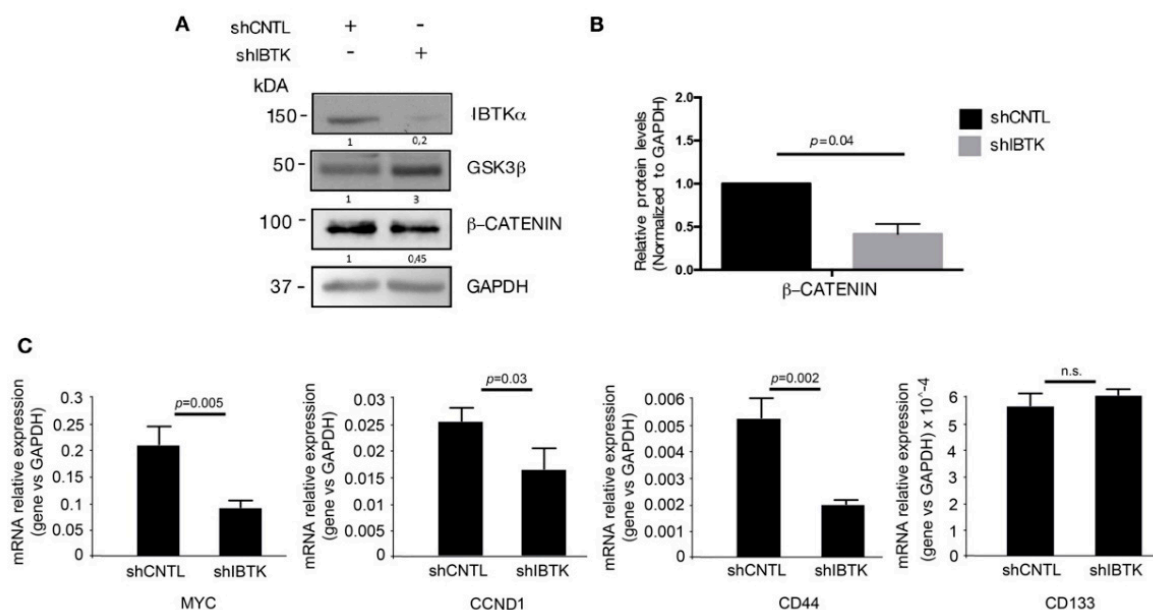 A
shCNTL + -
shIBTK - +
kDA
150 - IBTKα
1 0,2
50 - GSK3β
1 3
100 - β-CATENIN
1 0,45
37 - GAPDH
B
Relative protein levels
(Normalized to GAPDH)
2.0
1.5
1.0
0.5
0.0
p=0.04
β-CATENIN
shCNTL
shIBTK
C
mRNA relative expression
(gene vs GAPDH)
0.3
0.25
0.2
0.15
0.1
0.05
0
p=0.005
shCNTL shIBTK
MYC
mRNA relative expression
(gene vs GAPDH)
0.03
0.025
0.02
0.015
0.01
0.005
0
p=0.03
shCNTL shIBTK
CCND1
mRNA relative expression
(gene vs GAPDH)
0.006
0.005
0.004
0.003
0.002
0.001
0
p=0.002
shCNTL shIBTK
CD44
mRNA relative expression
(gene vs GAPDH) x 10^-4
7
6
5
4
3
2
1
0
n.s.
shCNTL shIBTK
CD133